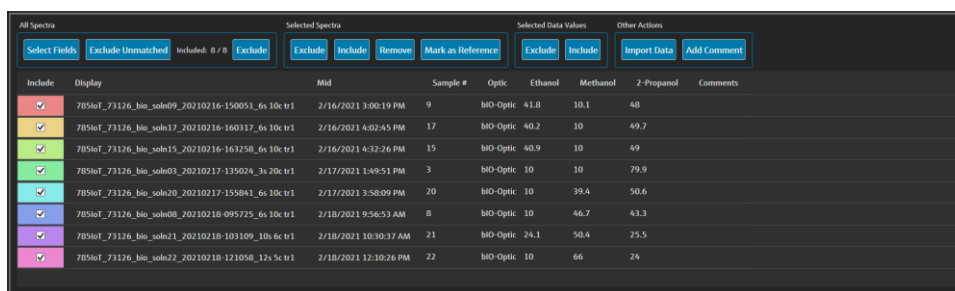 All Spectra Selected Spectra Selected Data Values Other Actions
Select Fields Exclude Unmatched Included: 8 / 8 Exclude Exclude Include Remove Mark as Reference Exclude Include Import Data Add Comment
Include Display Mid Sample # Optic Ethanol Methanol 2-Propanol Comments
785IoT_73126_bio_soln09_20210216-150051_6s 10c tr1 2/16/2021 3:00:19 PM 9 bIO-Optic 41.8 10.1 48
785IoT_73126_bio_soln17_20210216-160317_6s 10c tr1 2/16/2021 4:02:45 PM 17 bIO-Optic 40.2 10 49.7
785IoT_73126_bio_soln15_20210216-163258_6s 10c tr1 2/16/2021 4:32:26 PM 15 bIO-Optic 40.9 10 49
785IoT_73126_bio_soln03_20210217-135024_3s 20c tr1 2/17/2021 1:49:51 PM 3 bIO-Optic 10 10 79.9
785IoT_73126_bio_soln20_20210217-155841_6s 10c tr1 2/17/2021 3:58:09 PM 20 bIO-Optic 10 39.4 50.6
785IoT_73126_bio_soln08_20210218-095725_6s 10c tr1 2/18/2021 9:56:53 AM 8 bIO-Optic 10 46.7 43.3
785IoT_73126_bio_soln21_20210218-103109_10s 6c tr1 2/18/2021 10:30:37 AM 21 bIO-Optic 24.1 50.4 25.5
785IoT_73126_bio_soln22_20210218-121058_12s 5c tr1 2/18/2021 12:10:26 PM 22 bIO-Optic 10 66 24